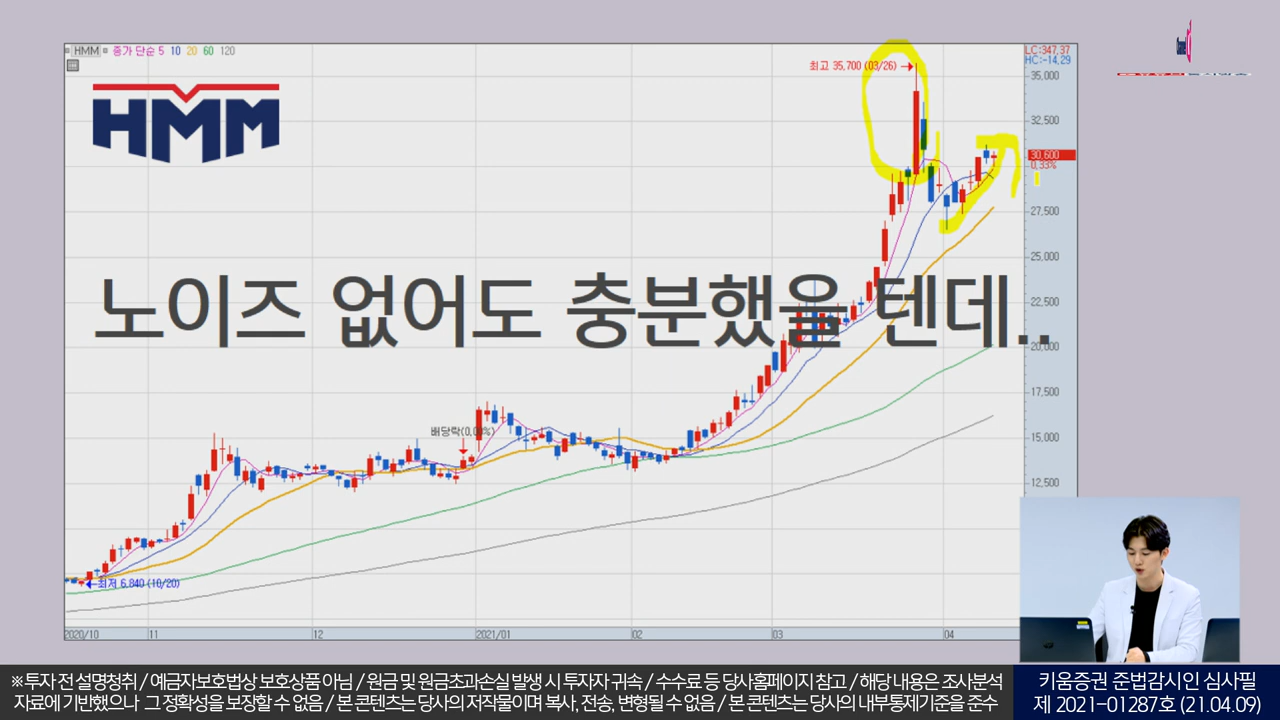 HMM 종가 단순 5 10 20 60 120
LC:347.37
HC:-14.29
최고 35,700 (03/26)
35,000
HMM
32,500
30,600
0.33%
27,500
25,000
노이즈 없어도 충분했을 텐데..
22,500
20,000
17,500
배당락(0.00%)
15,000
12,500
최저 6,840 (10/20)
2020/10 11 12 2021/01 02 03 04
※투자 전 설명청취 / 예금자보호법상 보호상품 아님 / 원금 및 원금초과손실 발생 시 투자자 귀속 / 수수료 등 당사홈페이지 참고 / 해당 내용은 조사분석
자료에 기반했으나 그 정확성을 보장할 수 없음 / 본 콘텐츠는 당사의 저작물이며 복사, 전송, 변형될 수 없음 / 본 콘텐츠는 당사의 내부통제기준을 준수
키움증권 준법감시인 심사필
제 2021-01287호 (21.04.09)